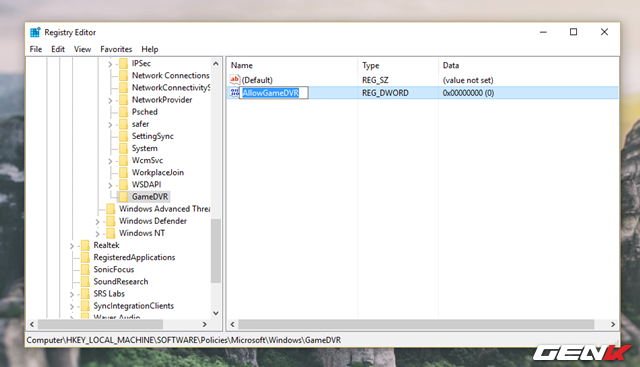 Registry Editor
File Edit View Favorites Help
IPSec
Network Connections
NetworkConnectivityS
NetworkProvider
Psched
safer
SettingSync
System
WcmSvc
WorkplaceJoin
WSDAPI
GameDVR
Windows Advanced Threa
Windows Defender
Windows NT
Realtek
RegisteredApplications
SonicFocus
SoundResearch
SRS Labs
SyncIntegrationClients
Waves Audio
Name Type Data
(Default) REG_SZ (value not set)
AllowGameDVR REG_DWORD 0x00000000 (0)
Computer\HKEY_LOCAL_MACHINE\SOFTWARE\Policies\Microsoft\Windows\GameDVR
GENK